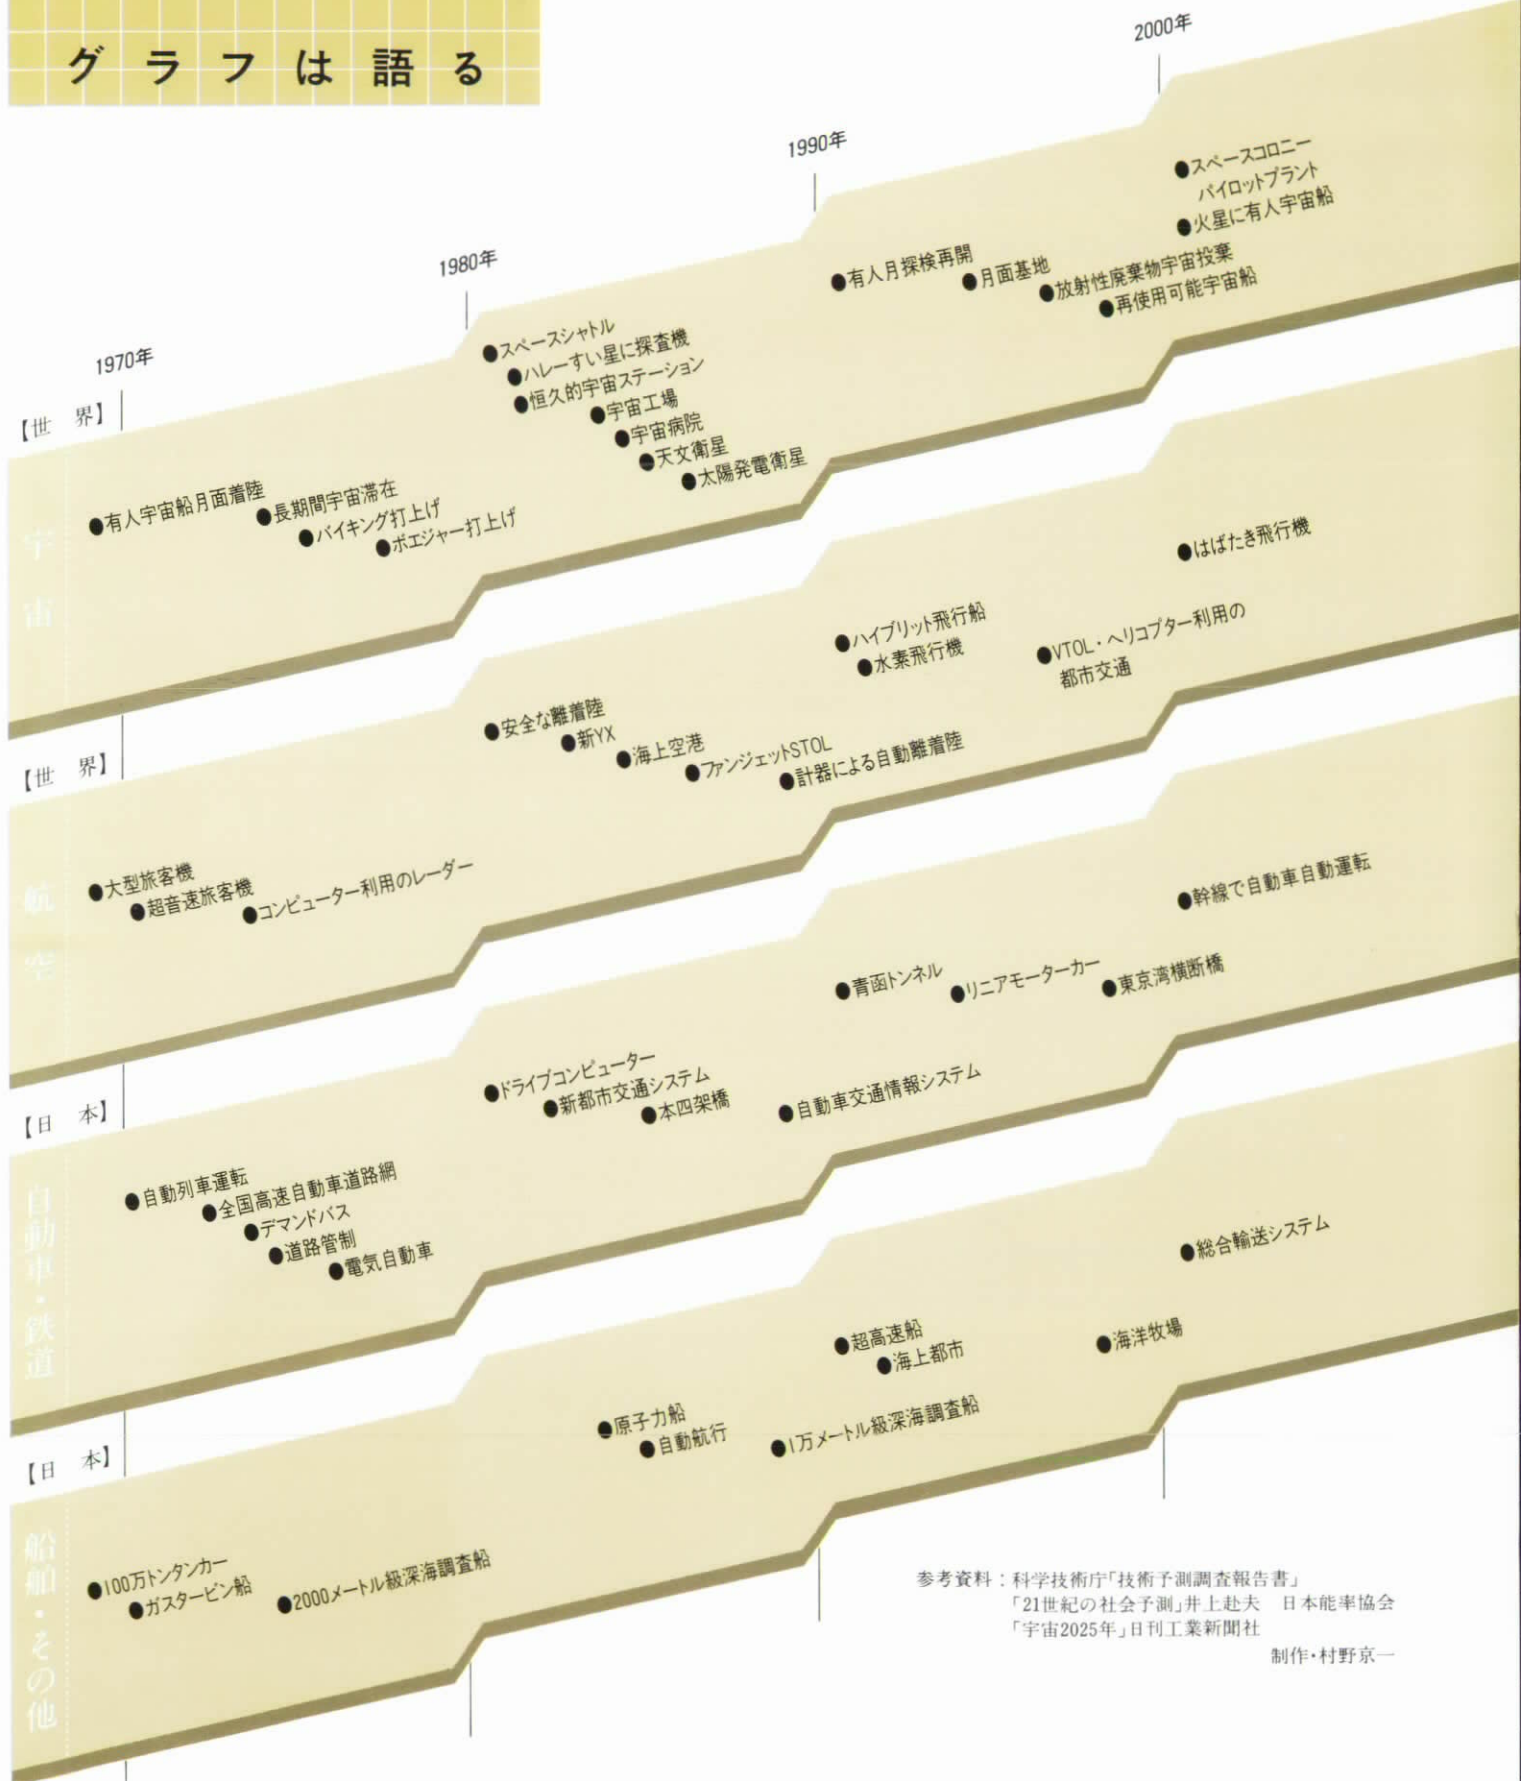 グラフは語る
1970年
1980年
1990年
2000年
【世界】
宇宙
●有人宇宙船月面着陸
●長期間宇宙滞在
●バイキング打上げ
●ボエジャー打上げ
●スペースシャトル
●ハレーすい星に探査機
●恒久的宇宙ステーション
●宇宙工場
●宇宙病院
●天文衛星
●太陽発電衛星
●有人月探検再開
●月面基地
●放射性廃棄物宇宙投棄
●再使用可能宇宙船
●スペースコロニー
パイロットプラント
●火星に有人宇宙船
【世界】
航空
●大型旅客機
●超音速旅客機
●コンピューター利用のレーダー
●安全な離着陸
●新YX
●海上空港
●ファンジェットSTOL
●計器による自動離着陸
●ハイブリット飛行船
●水素飛行機
●VTOL・ヘリコプター利用の
都市交通
●はばたき飛行機
【日本】
自動車・鉄道
●自動列車運転
●全国高速自動車道路網
●デマンドバス
●道路管制
●電気自動車
●ドライブコンピューター
●新都市交通システム
●本四架橋
●自動車交通情報システム
●青函トンネル
●リニアモーターカー
●東京湾横断橋
●幹線で自動車自動運転
【日本】
船舶・その他
●100万トンタンカー
●ガスタービン船
●2000メートル級深海調査船
●原子力船
●自動航行
●1万メートル級深海調査船
●超高速船
●海上都市
●海洋牧場
●総合輸送システム
参考資料：科学技術庁「技術予測調査報告書」
「21世紀の社会予測」井上赳夫 日本能率協会
「宇宙2025年」日刊工業新聞社
制作・村野京一